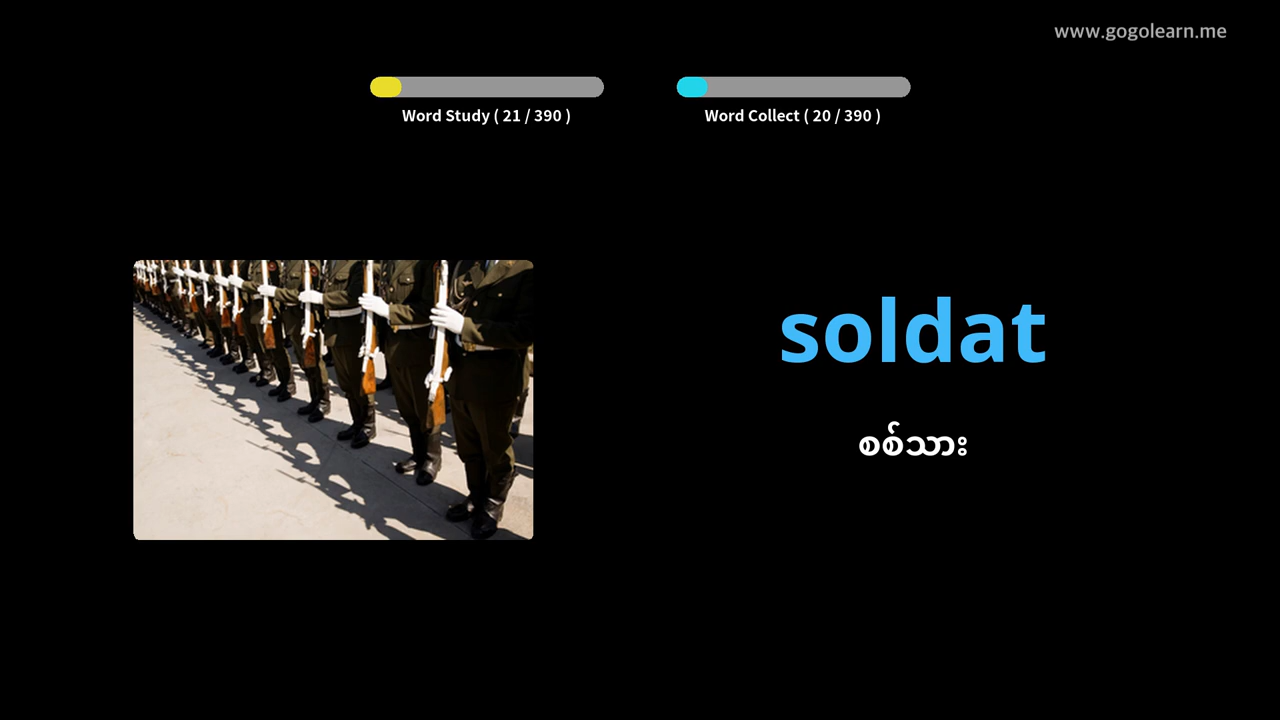 www.gogolearn.me
Word Study ( 21 / 390 )
Word Collect ( 20 / 390 )
soldat
စစ်သား